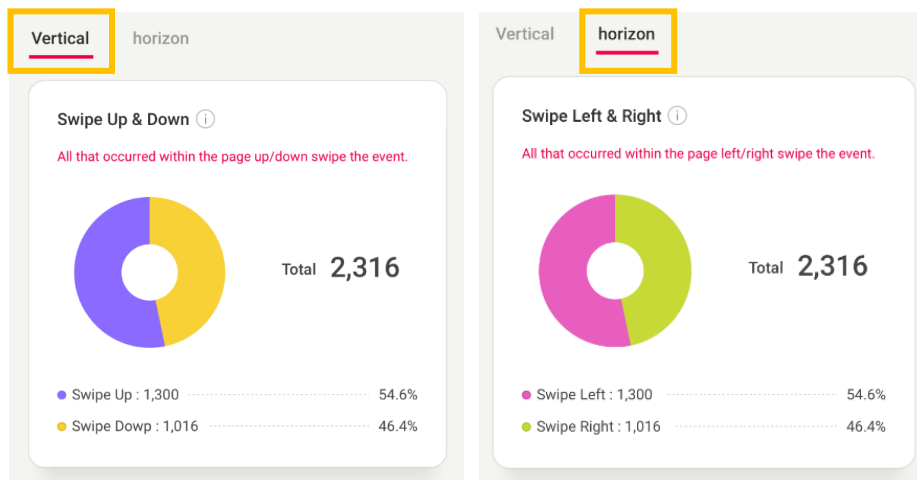 Vertical
horizon
Swipe Up & Down
All that occurred within the page up/down swipe the event.
Total 2,316
Swipe Up : 1,300 54.6%
Swipe Dowp : 1,016 46.4%
Vertical
horizon
Swipe Left & Right
All that occurred within the page left/right swipe the event.
Total 2,316
Swipe Left : 1,300 54.6%
Swipe Right : 1,016 46.4%